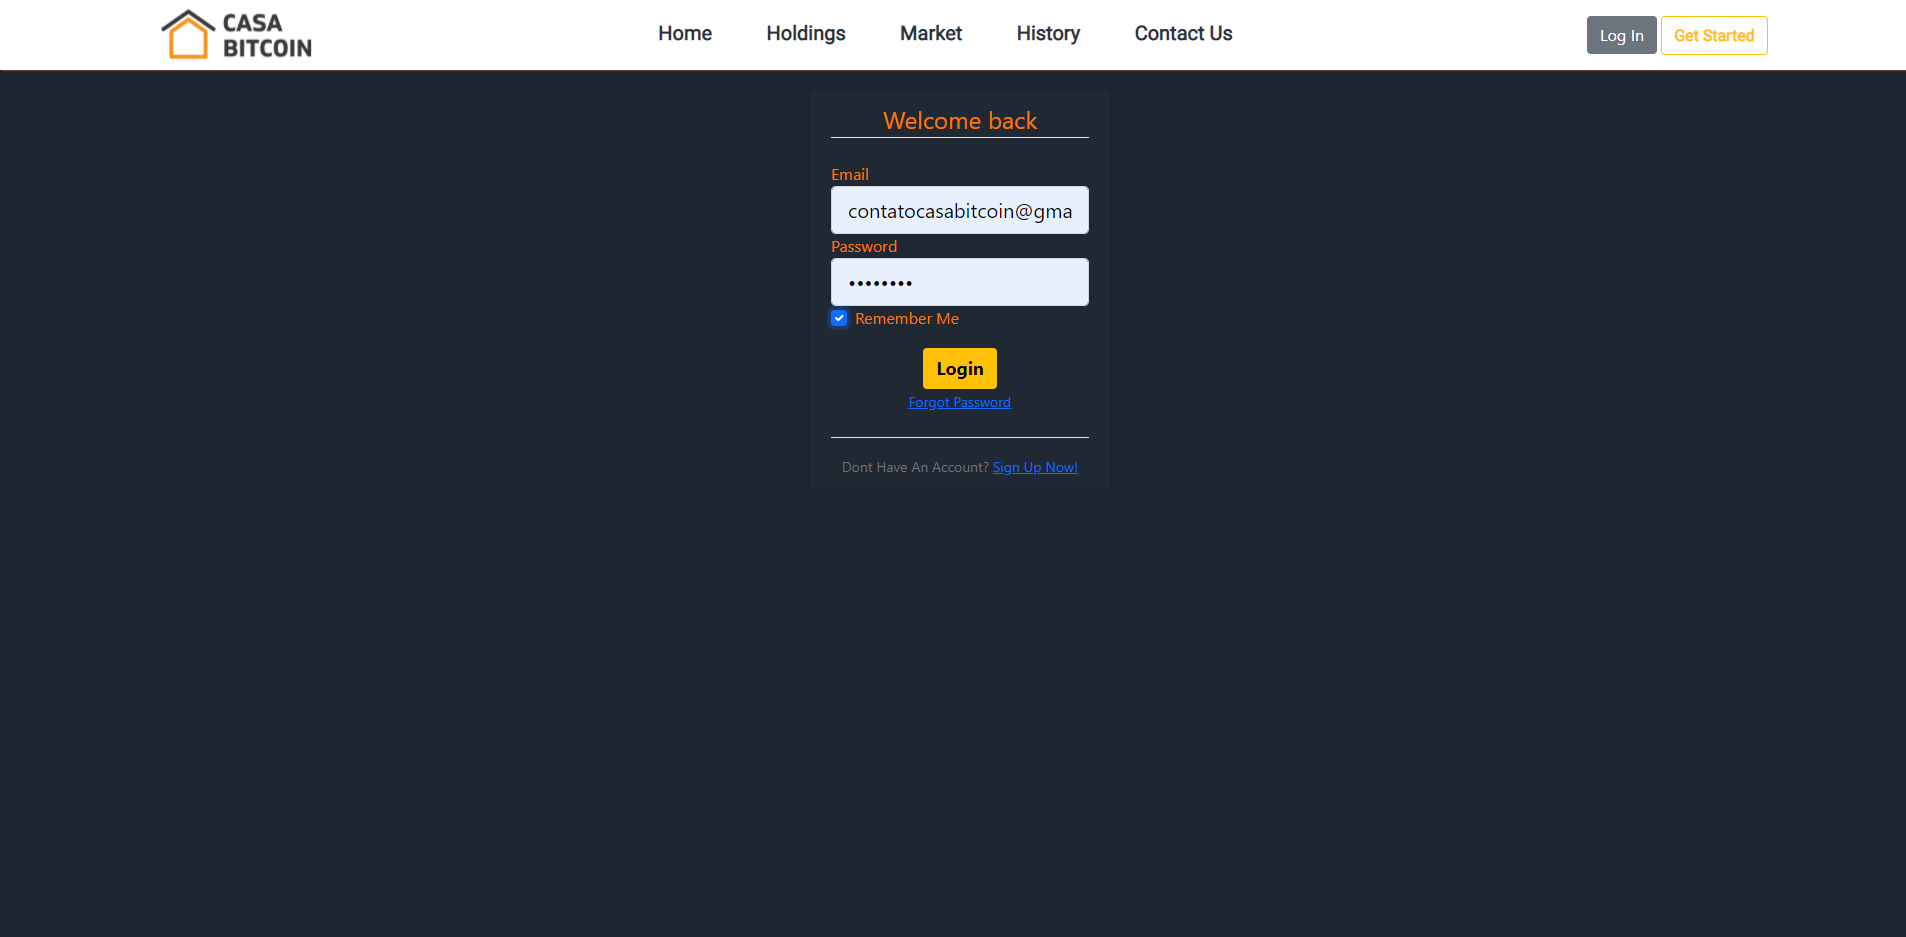 CASA
BITCOIN
Home Holdings Market History Contact Us
Log In Get Started
Welcome back
Email
contatocasabitcoin@gma
Password
••••••••
Remember Me
Login
Forgot Password
Dont Have An Account? Sign Up Now!